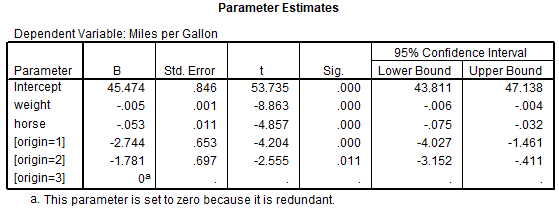 Parameter Estimates
Dependent Variable: Miles per Gallon
95% Confidence Interval
Parameter B Std. Error t Sig. Lower Bound Upper Bound
Intercept 45.474 .846 53.735 .000 43.811 47.138
weight -.005 .001 -8.863 .000 -.006 -.004
horse -.053 .011 -4.857 .000 -.075 -.032
[origin=1] -2.744 .653 -4.204 .000 -4.027 -1.461
[origin=2] -1.781 .697 -2.555 .011 -3.152 -.411
[origin=3] 0a . . . . .
a. This parameter is set to zero because it is redundant.